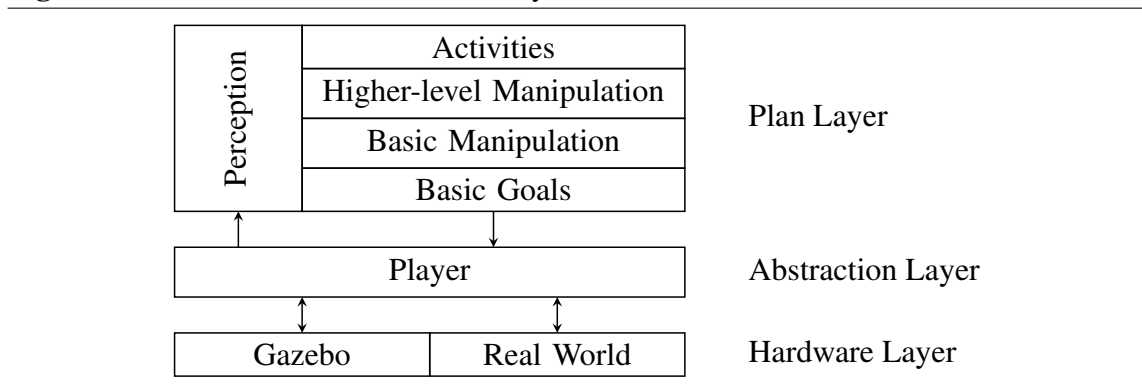 Perception
Activities
Higher-level Manipulation
Basic Manipulation
Basic Goals
Plan Layer
Player
Abstraction Layer
Gazebo
Real World
Hardware Layer